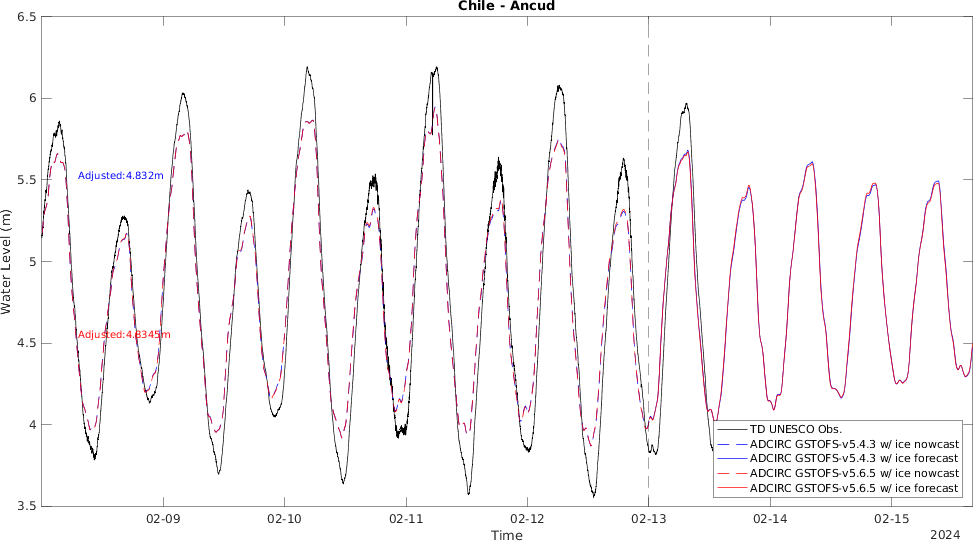 Chile - Ancud
6.5
6
5.5
5
4.5
4
3.5
Water Level (m)
Adjusted:4.832m
Adjusted:4.8345m
TD UNESCO Obs.
ADCIRC GSTOFS-v5.4.3 w/ ice nowcast
ADCIRC GSTOFS-v5.4.3 w/ ice forecast
ADCIRC GSTOFS-v5.6.5 w/ ice nowcast
ADCIRC GSTOFS-v5.6.5 w/ ice forecast
02-09 02-10 02-11 02-12 02-13 02-14 02-15
Time
2024